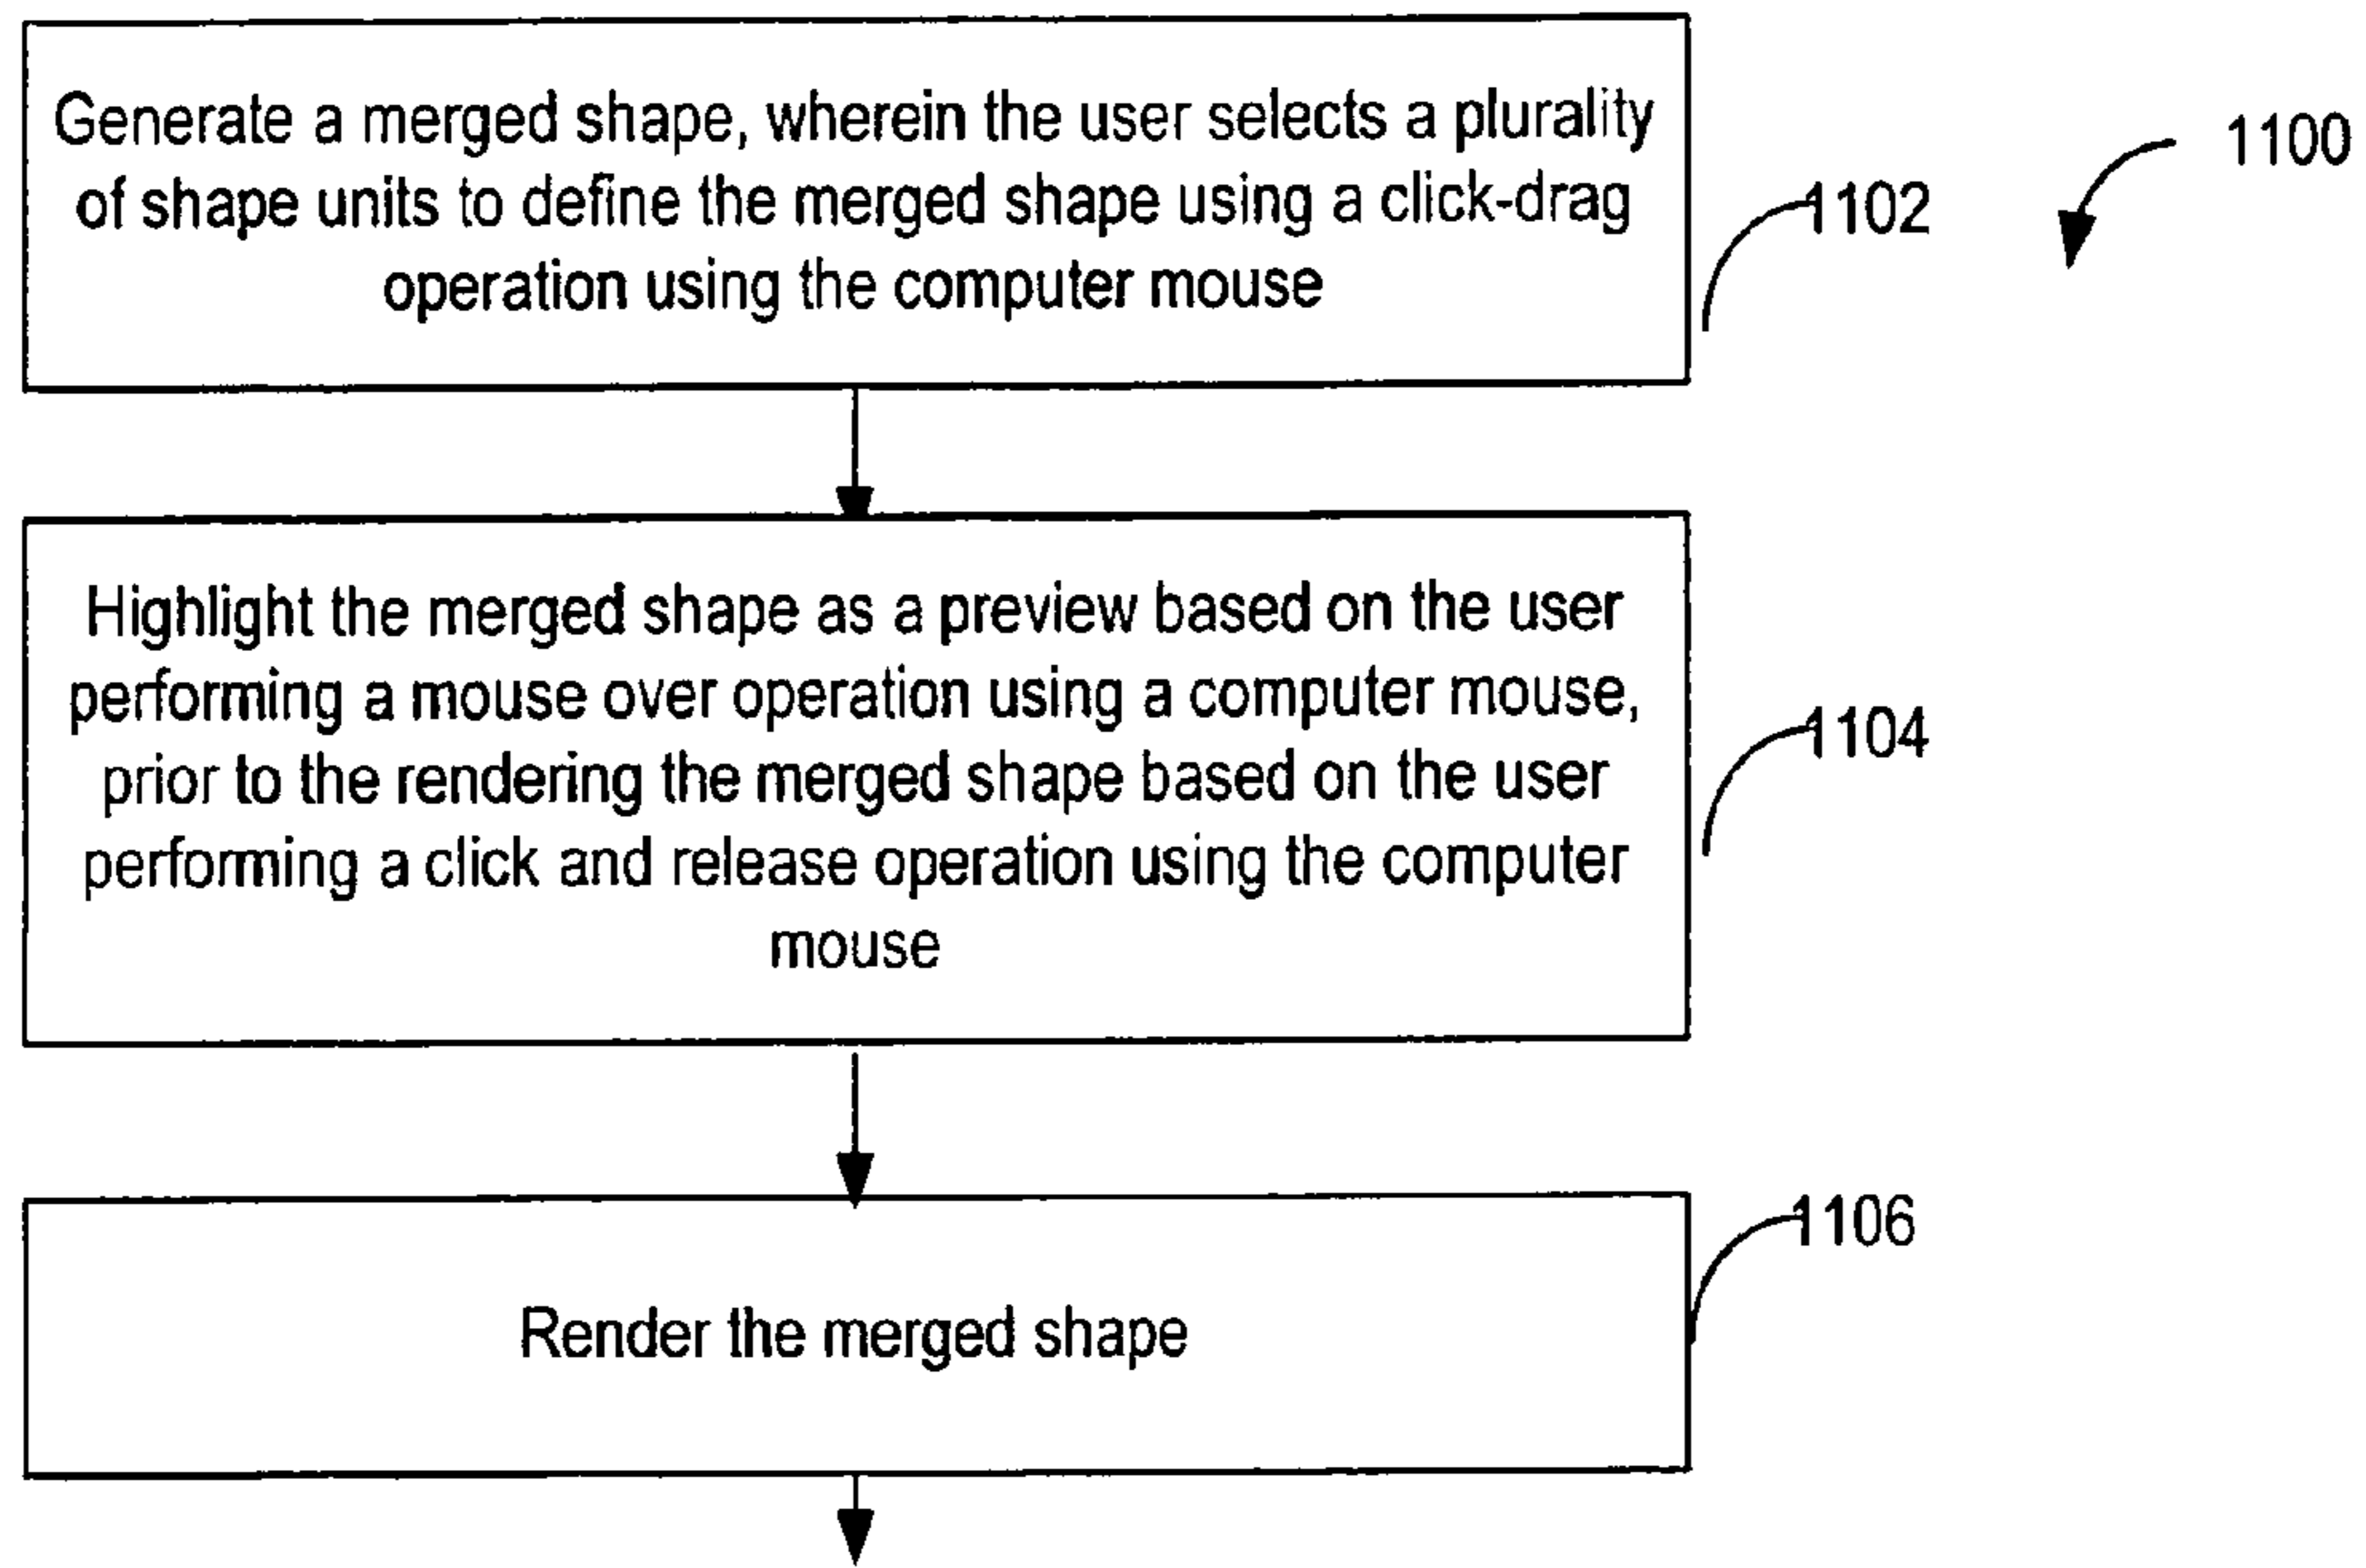 Generate a merged shape, wherein the user selects a plurality
of shape units to define the merged shape using a click-drag
operation using the computer mouse
1102
1100
Highlight the merged shape as a preview based on the user
performing a mouse over operation using a computer mouse,
prior to the rendering the merged shape based on the user
performing a click and release operation using the computer
mouse
1104
Render the merged shape
1106